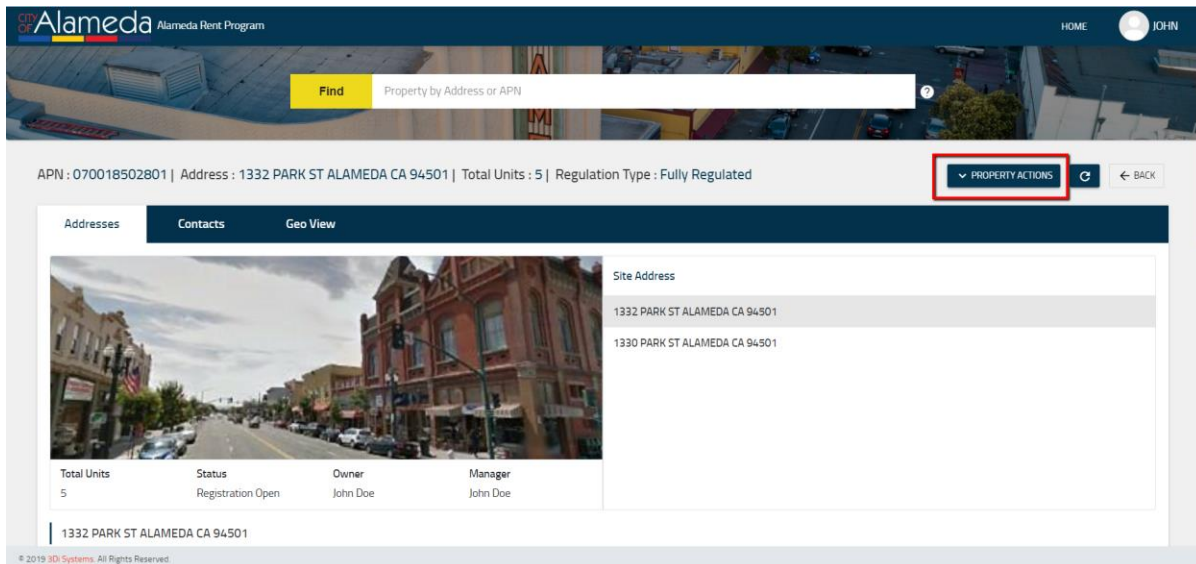 CITY OF Alameda Alameda Rent Program HOME JOHN
Find Property by Address or APN ?
APN : 070018502801 | Address : 1332 PARK ST ALAMEDA CA 94501 | Total Units : 5 | Regulation Type : Fully Regulated PROPERTY ACTIONS BACK
Addresses Contacts Geo View
Site Address
1332 PARK ST ALAMEDA CA 94501
1330 PARK ST ALAMEDA CA 94501
Total Units Status Owner Manager
5 Registration Open John Doe John Doe
1332 PARK ST ALAMEDA CA 94501
© 2019 3Di Systems. All Rights Reserved.